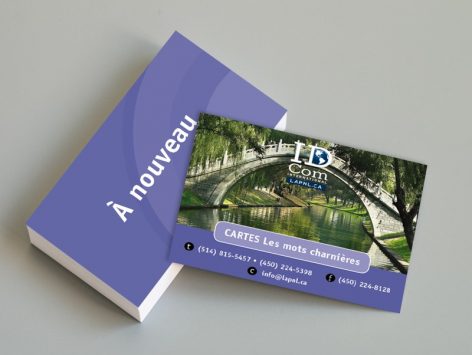 À nouveau
ID
Com
INTERNATIONAL
LAPNL.CA
CARTES Les mots charnières
t (514) 815-5457 • (450) 224-5398
f (450) 224-8128
c info@lapnl.ca